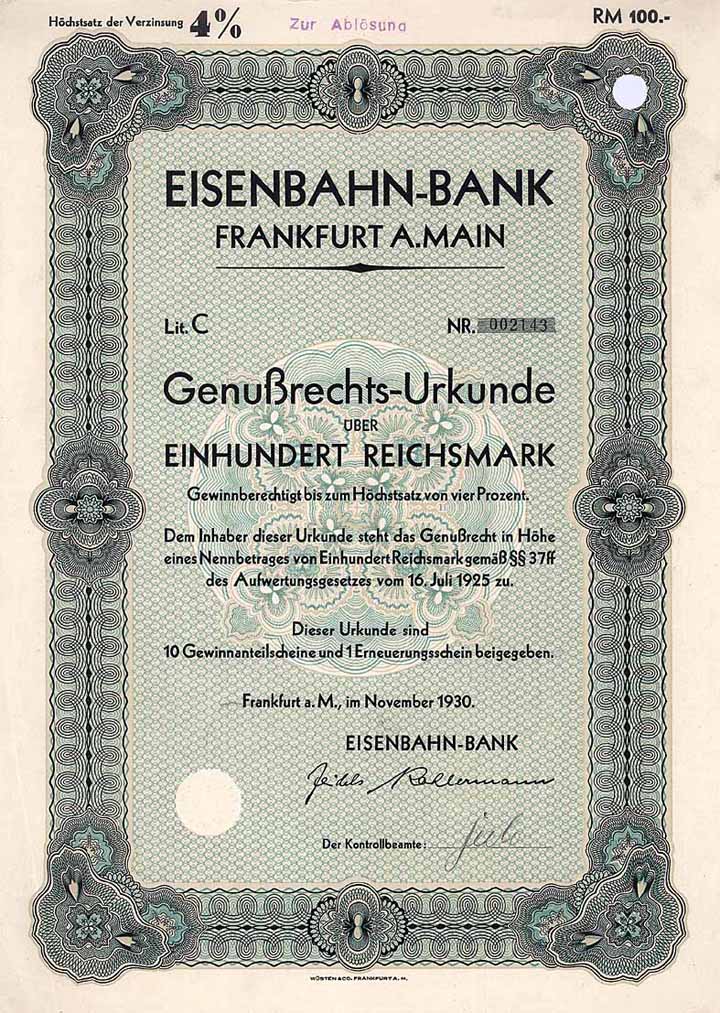 Höchstsatz der Verzinsung 4% Zur Ablösung RM 100.-
EISENBAHN-BANK
FRANKFURT A.MAIN
Lit. C NR. 002143
Genußrechts-Urkunde
ÜBER
EINHUNDERT REICHSMARK
Gewinnberechtigt bis zum Höchstsatz von vier Prozent.
Dem Inhaber dieser Urkunde steht das Genußrecht in Höhe
eines Nennbetrages von Einhundert Reichsmark gemäß §§ 37ff
des Aufwertungsgesetzes vom 16. Juli 1925 zu.
Dieser Urkunde sind
10 Gewinnanteilscheine und 1 Erneuerungsschein beigegeben.
Frankfurt a. M., im November 1930.
EISENBAHN-BANK
Der Kontrollbeamte:
WÜSTEN & CO. FRANKFURT A. M.